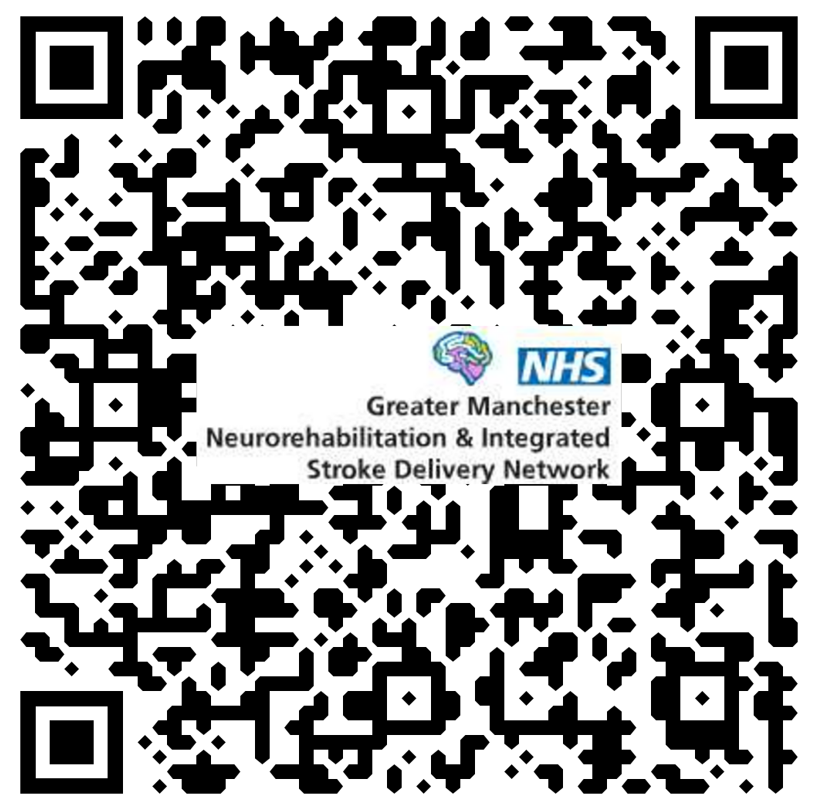 NHS
Greater Manchester
Neurorehabilitation & Integrated
Stroke Delivery Network